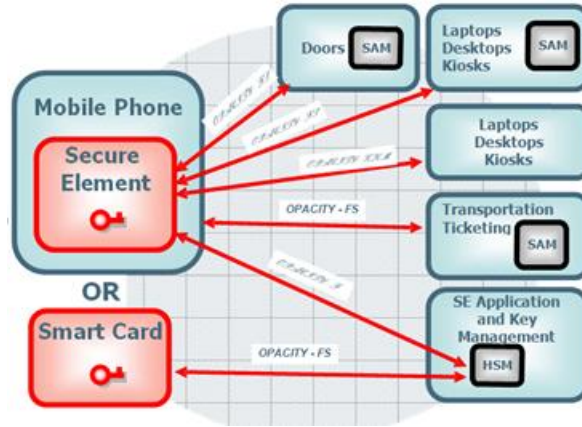 Doors
SAM
Laptops
Desktops
Kiosks
SAM
Mobile Phone
Secure
Element
Laptops
Desktops
Kiosks
OPACITY - FS
Transportation
Ticketing
SAM
OR
SE Application
and Key
Management
HSM
Smart Card
OPACITY - FS